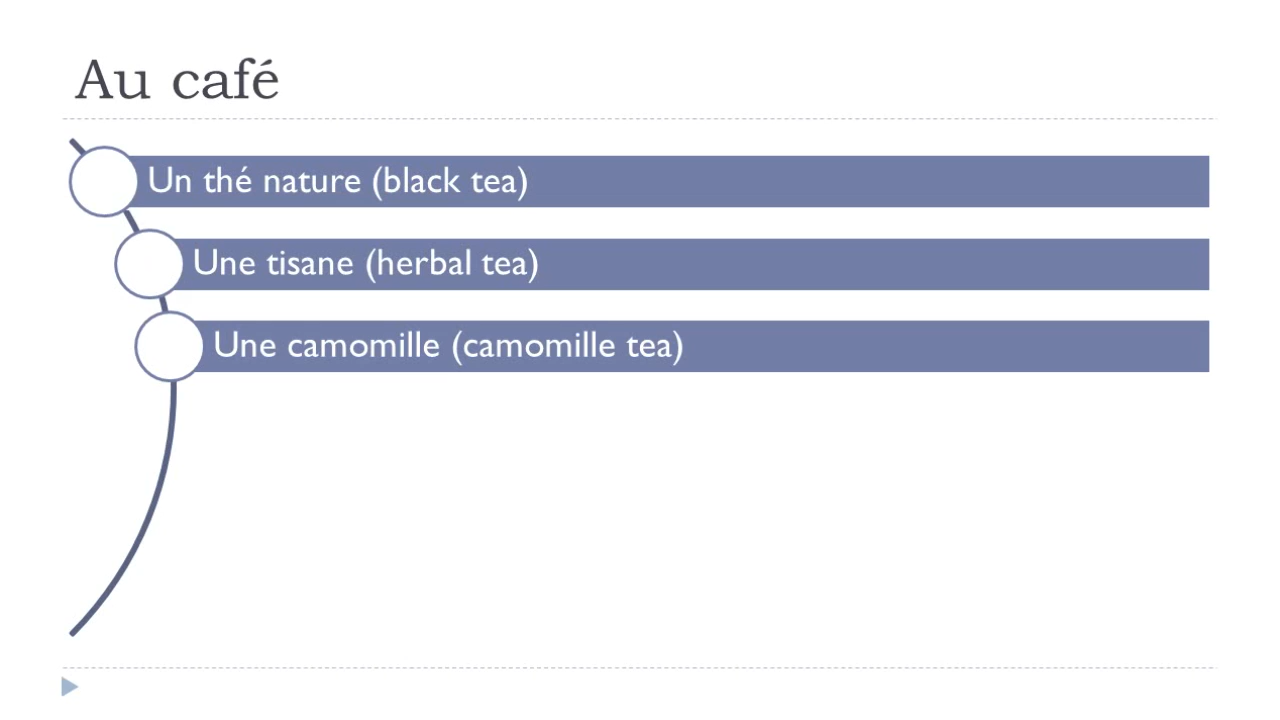 Au café
Un thé nature (black tea)
Une tisane (herbal tea)
Une camomille (camomille tea)